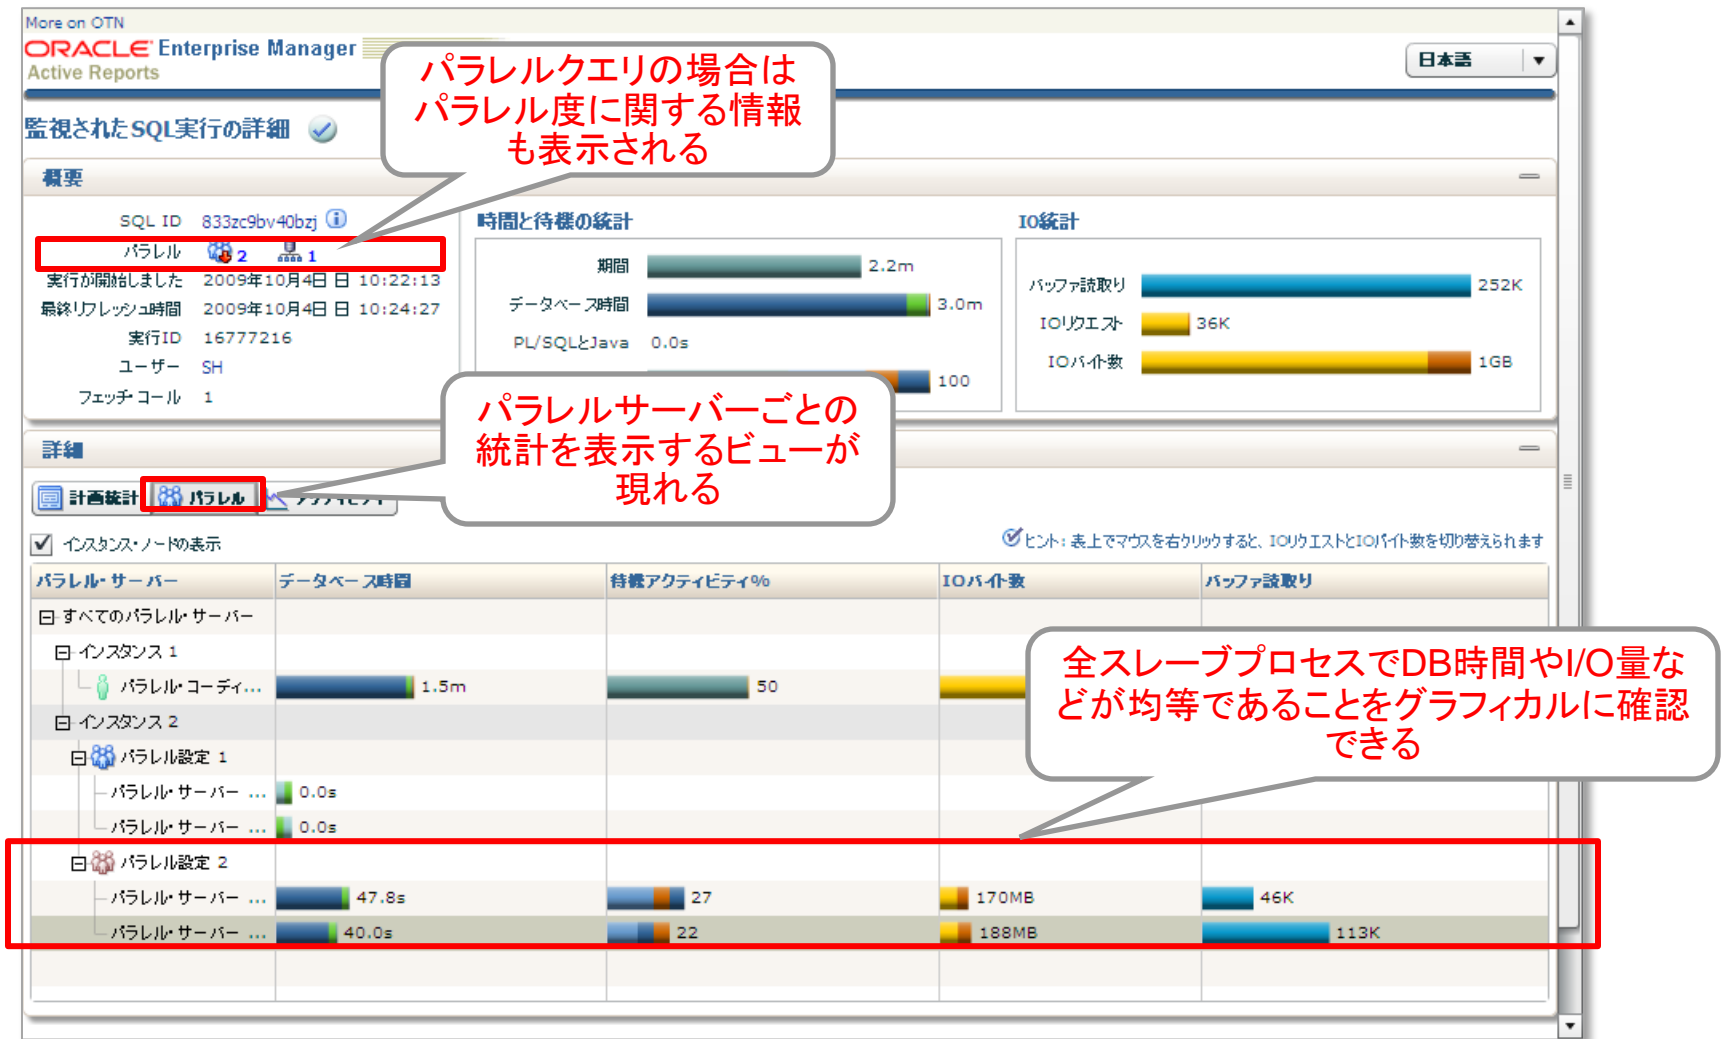 More on OTN
ORACLE Enterprise Manager
Active Reports
日本語
パラレルクエリの場合は
パラレル度に関する情報
も表示される
監視されたSQL実行の詳細
概要
SQL ID 833zc9bv40bzj
パラレル 2 1
実行が開始しました 2009年10月4日 日 10:22:13
最終リフレッシュ時間 2009年10月4日 日 10:24:27
実行ID 16777216
ユーザー SH
フェッチ・コール 1
時間と待機の統計
期間 2.2m
データベース時間 3.0m
PL/SQLとJava 0.0s
100
IO統計
バッファ読取り 252K
IOリクエスト 36K
IOバイト数 1GB
パラレルサーバーごとの
統計を表示するビューが
現れる
詳細
計画統計 パラレル
インスタンス・ノードの表示
ヒント: 表上でマウスを右クリックすると、IOリクエストとIOバイト数を切り替えられます
パラレル・サーバー データベース時間 待機アクティビティ% IOバイト数 バッファ読取り
すべてのパラレル・サーバー
インスタンス 1
パラレル・コーディ... 1.5m 50
インスタンス 2
パラレル設定 1
パラレル・サーバー ... 0.0s
パラレル・サーバー ... 0.0s
パラレル設定 2
パラレル・サーバー ... 47.8s 27 170MB 46K
パラレル・サーバー ... 40.0s 22 188MB 113K
全スレーブプロセスでDB時間やI/O量な
どが均等であることをグラフィカルに確認
できる